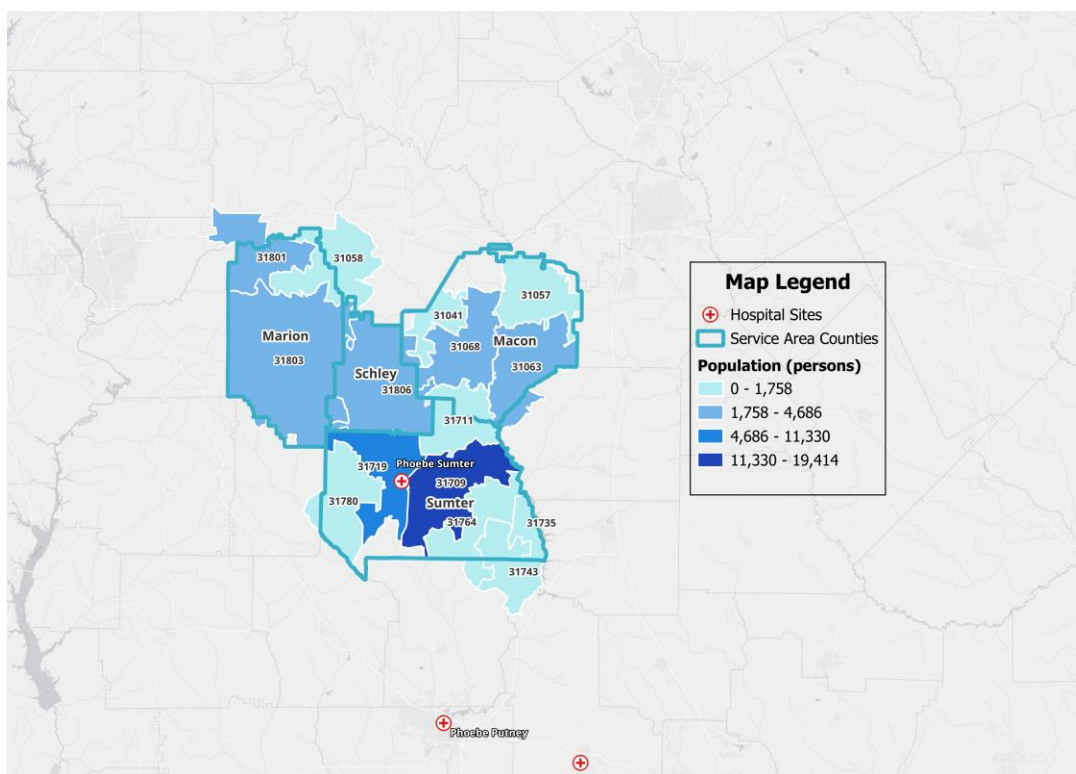 31801
31058
31057
31041
Marion
Macon
31068
31803
31063
Schley
31806
31711
Phoebe Sumter
31719
31709
31780
Sumter
31764
31735
31743
Phoebe Putney
Map Legend
Hospital Sites
Service Area Counties
Population (persons)
0 - 1,758
1,758 - 4,686
4,686 - 11,330
11,330 - 19,414